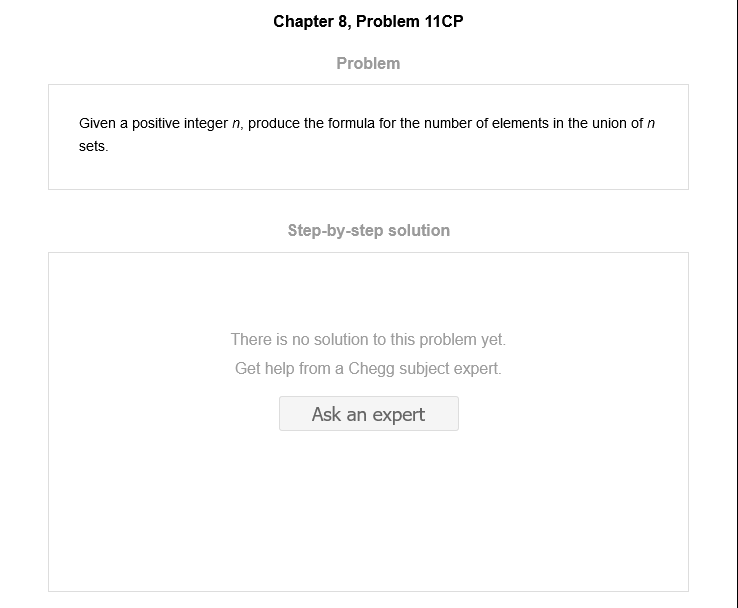 Chapter 8, Problem 11CP
Problem
Given a positive integer n, produce the formula for the number of elements in the union of n
sets.
Step-by-step solution
There is no solution to this problem yet.
Get help from a Chegg subject expert.
Ask an expert